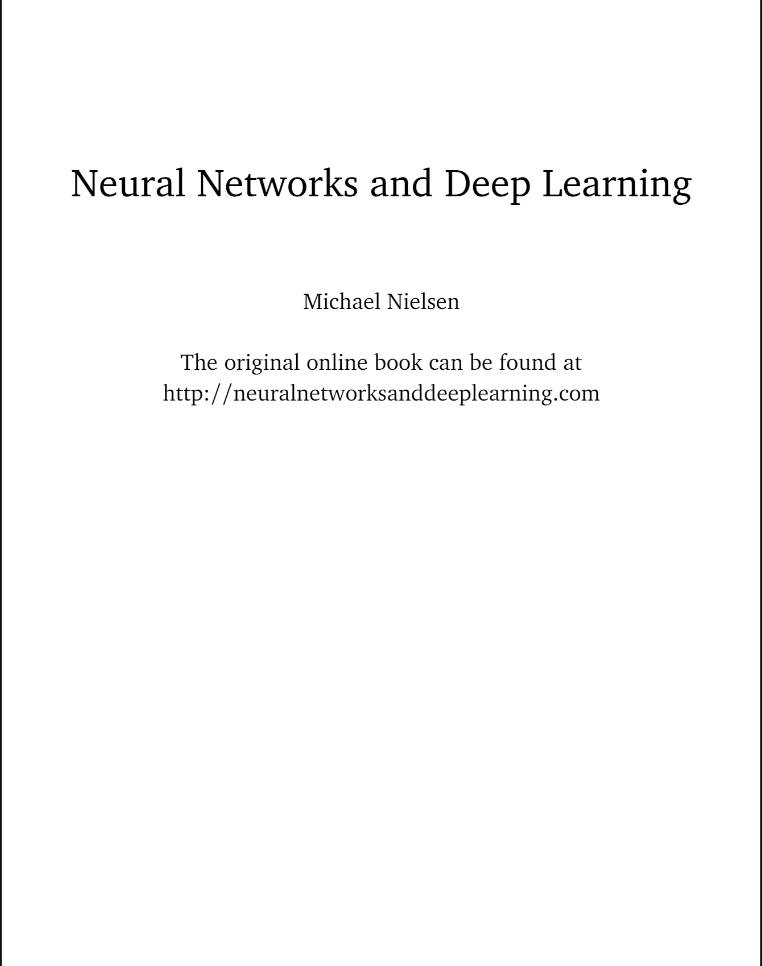 Neural Networks and Deep Learning
Michael Nielsen
The original online book can be found at
http://neuralnetworksanddeeplearning.com